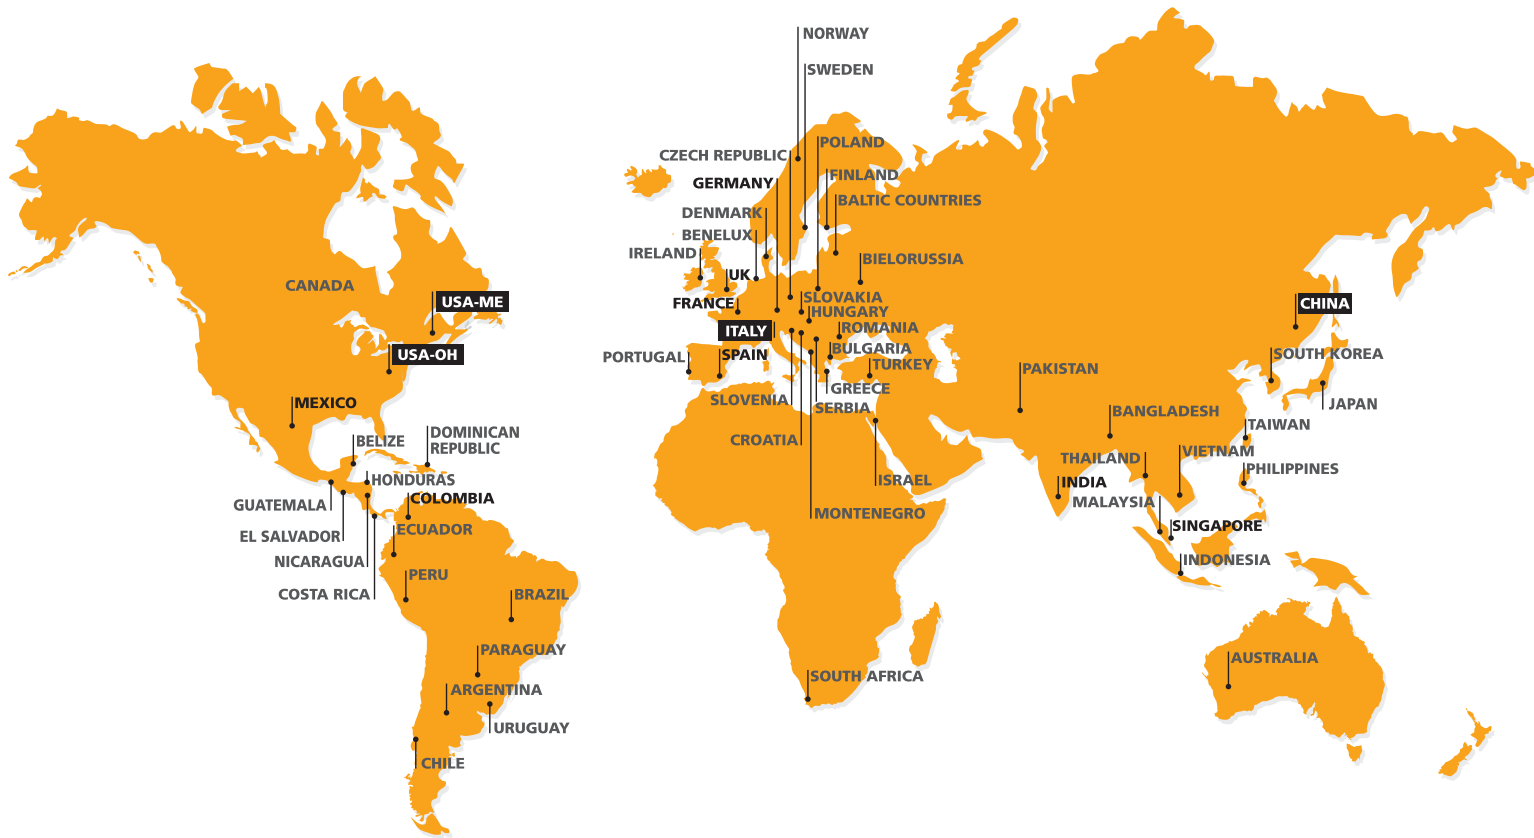 NORWAY
SWEDEN
POLAND
CZECH REPUBLIC
FINLAND
GERMANY
BALTIC COUNTRIES
DENMARK
BENELUX
IRELAND
BIELORUSSIA
UK
CANADA
SLOVAKIA
USA-ME
FRANCE
CHINA
HUNGARY
ROMANIA
ITALY
BULGARIA
USA-OH
PORTUGAL
SPAIN
SOUTH KOREA
TURKEY
PAKISTAN
GREECE
SLOVENIA
MEXICO
SERBIA
JAPAN
BANGLADESH
TAIWAN
DOMINICAN
REPUBLIC
BELIZE
CROATIA
VIETNAM
THAILAND
PHILIPPINES
HONDURAS
ISRAEL
INDIA
COLOMBIA
MALAYSIA
GUATEMALA
MONTENEGRO
SINGAPORE
ECUADOR
EL SALVADOR
NICARAGUA
INDONESIA
PERU
COSTA RICA
BRAZIL
PARAGUAY
AUSTRALIA
SOUTH AFRICA
ARGENTINA
URUGUAY
CHILE